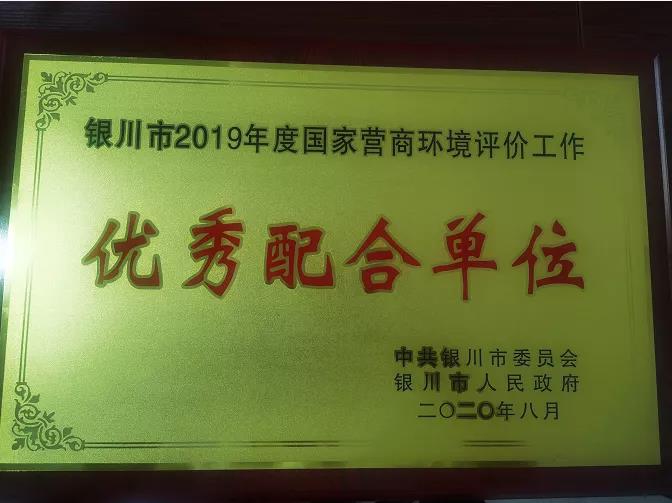 银川市2019年度国家营商环境评价工作
优秀配合单位
中共银川市委员会
银川市人民政府
二〇二〇年八月